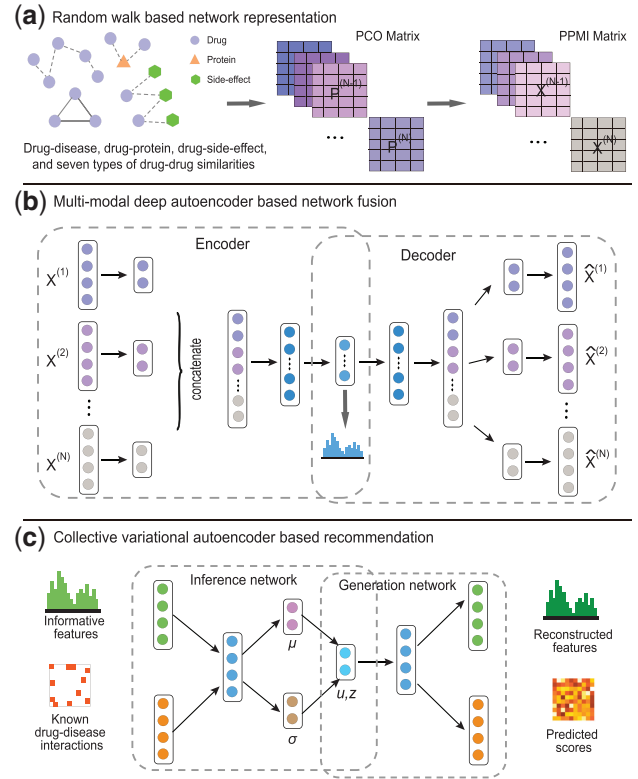 (a) Random walk based network representation
Drug
Protein
Side-effect
PCO Matrix
PPMI Matrix
P(N-1)
P(N)
X(N-1)
X(N)
Drug-disease, drug-protein, drug-side-effect,
and seven types of drug-drug similarities
(b) Multi-modal deep autoencoder based network fusion
Encoder
Decoder
X(1)
X(2)
X(N)
concatenate
X̂(1)
X̂(2)
X̂(N)
(c) Collective variational autoencoder based recommendation
Inference network
Generation network
Informative
features
Known
drug-disease
interactions
μ
σ
u,z
Reconstructed
features
Predicted
scores